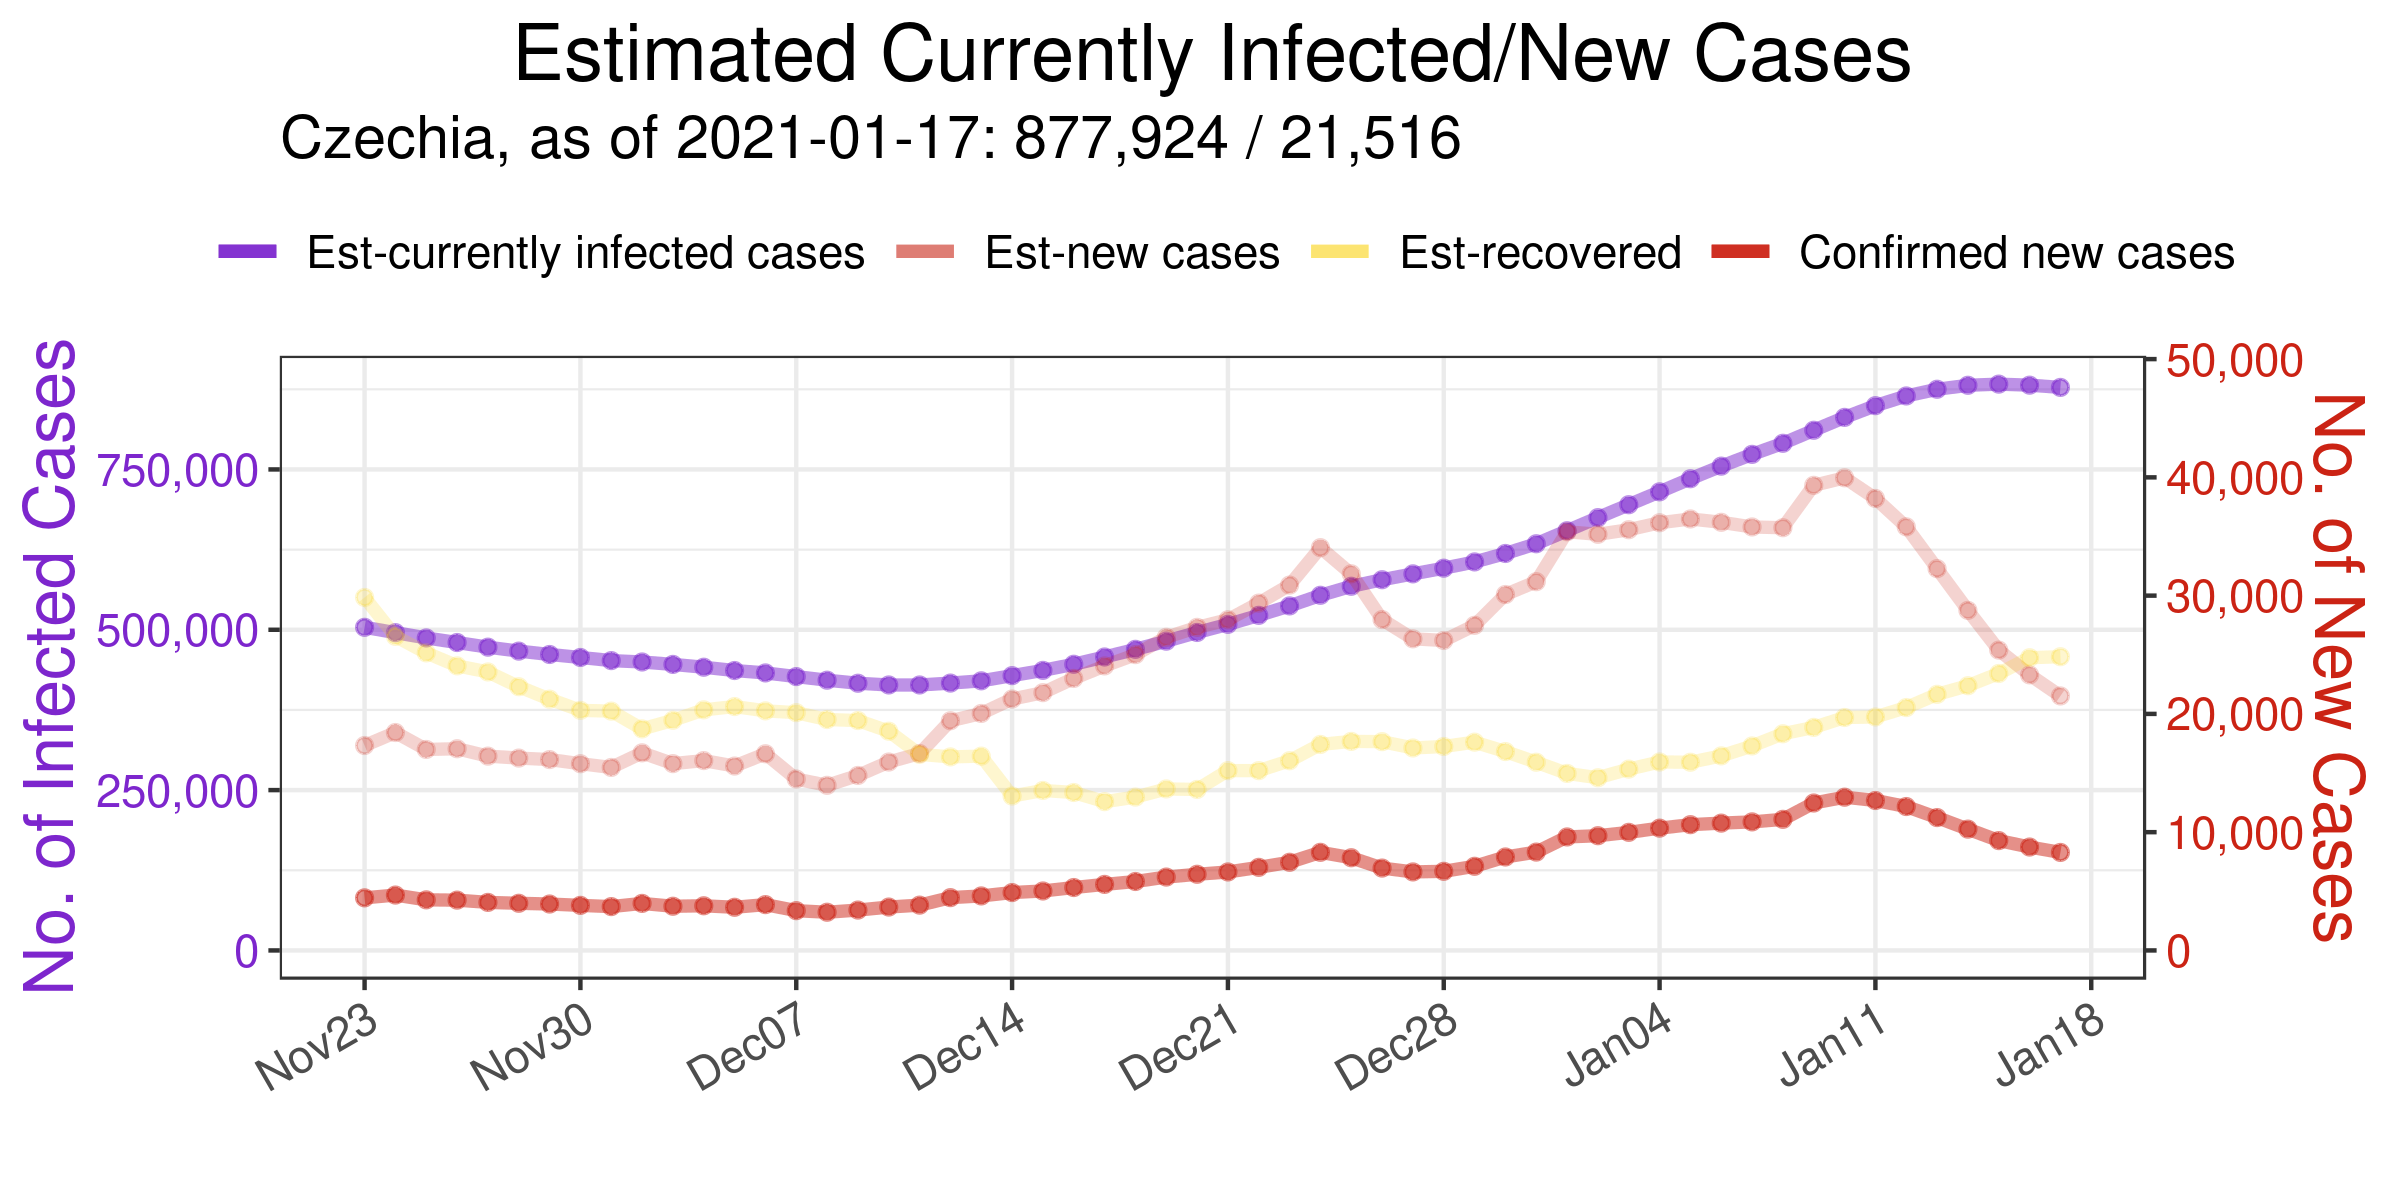 Estimated Currently Infected/New Cases
Czechia, as of 2021-01-17: 877,924 / 21,516
Est-currently infected cases Est-new cases Est-recovered Confirmed new cases
No. of Infected Cases
750,000
500,000
250,000
0
50,000
40,000
30,000
20,000
10,000
0
No. of New Cases
Nov23 Nov30 Dec07 Dec14 Dec21 Dec28 Jan04 Jan11 Jan18